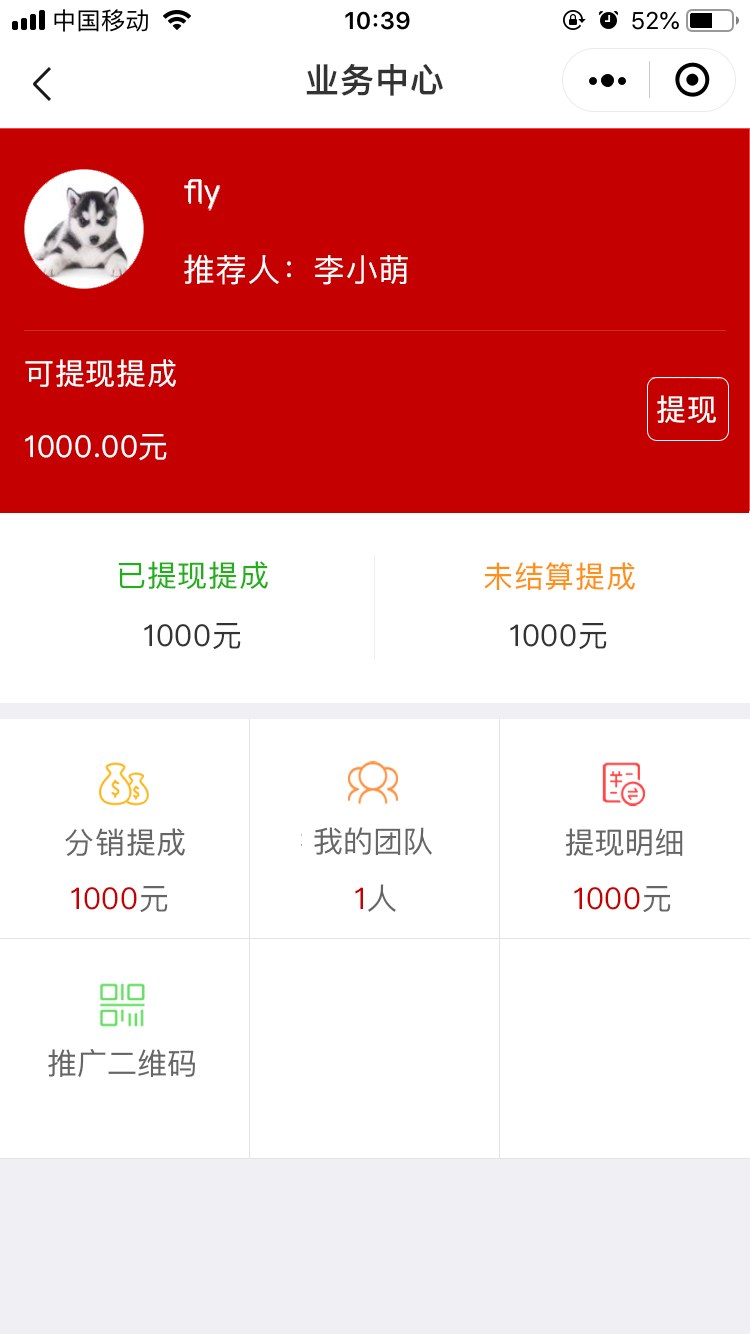 中国移动 10:39 52%
业务中心
fly
推荐人：李小萌
可提现提成
1000.00元
提现
已提现提成 未结算提成
1000元 1000元
分销提成 我的团队 提现明细
1000元 1人 1000元
推广二维码